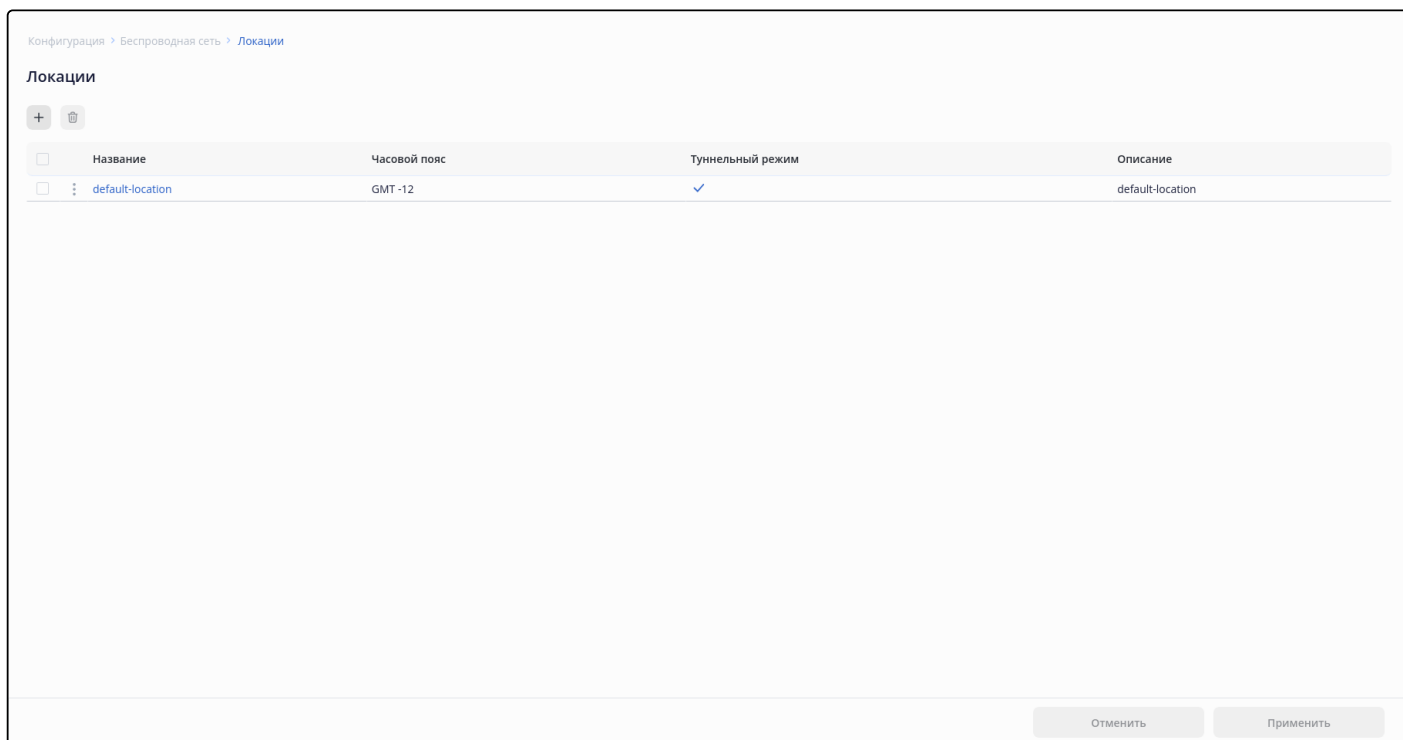 Конфигурация > Беспроводная сеть > Локации
Локации
Название Часовой пояс Туннельный режим Описание
default-location GMT -12 default-location
Отменить Применить